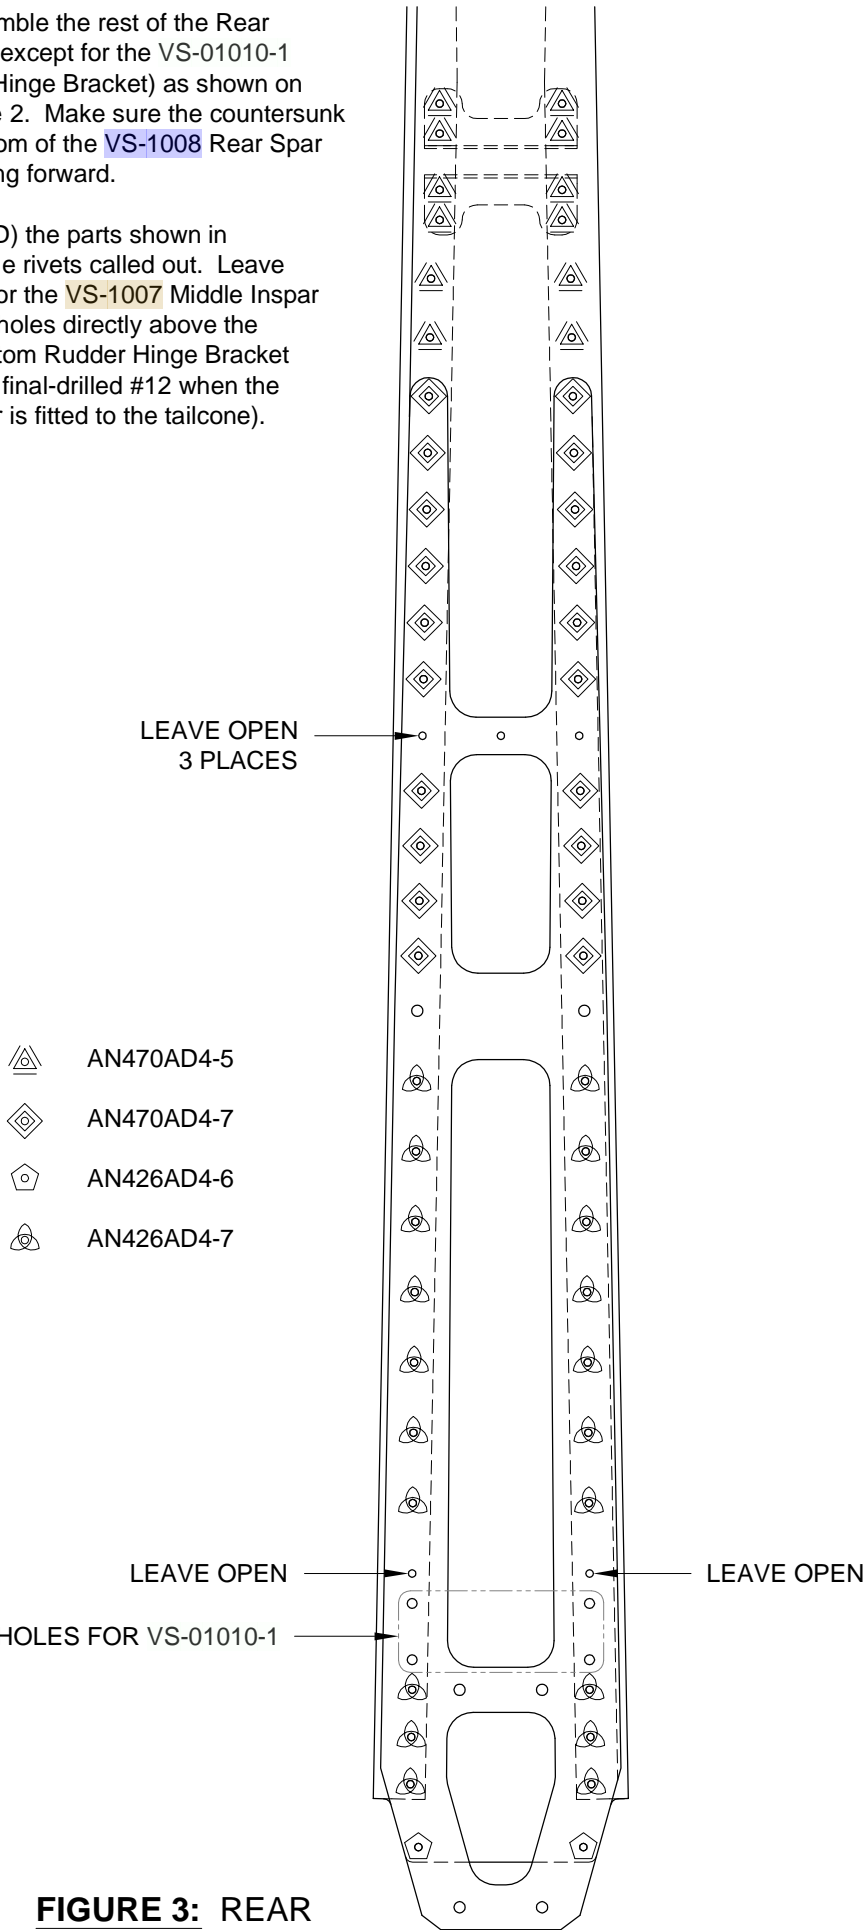 mble the rest of the Rear
except for the VS-01010-1
Hinge Bracket) as shown on
e 2.  Make sure the countersunk
om of the VS-1008 Rear Spar
ng forward.
D) the parts shown in
e rivets called out.  Leave
or the VS-1007 Middle Inspar
holes directly above the
tom Rudder Hinge Bracket
final-drilled #12 when the
r is fitted to the tailcone).
LEAVE OPEN
3 PLACES
AN470AD4-5
AN470AD4-7
AN426AD4-6
AN426AD4-7
LEAVE OPEN
LEAVE OPEN
HOLES FOR VS-01010-1
FIGURE 3:  REAR